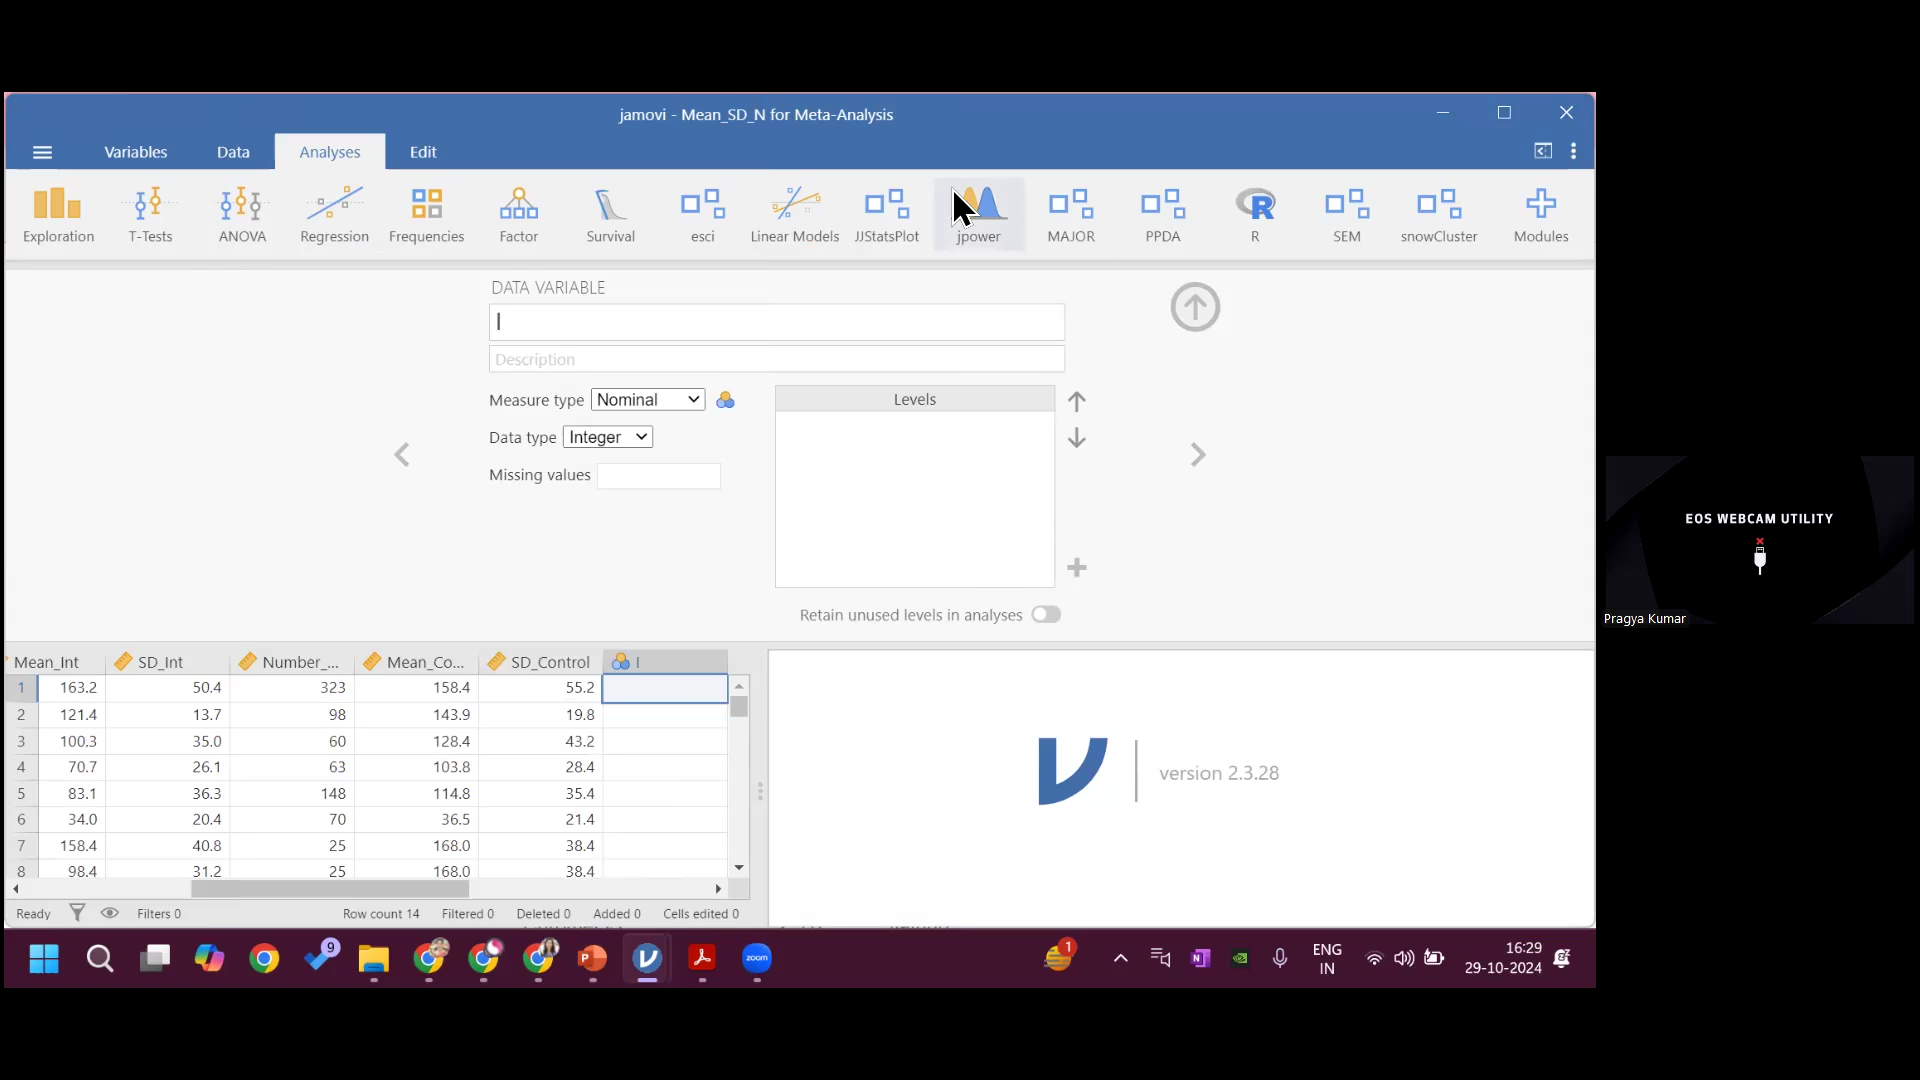 jamovi - Mean_SD_N for Meta-Analysis
Variables Data Analyses Edit
Exploration T-Tests ANOVA Regression Frequencies Factor Survival esci Linear Models JJStatsPlot jpower MAJOR PPDA R SEM snowCluster Modules
DATA VARIABLE
I
Description
Measure type Nominal
Levels
Data type Integer
Missing values
Retain unused levels in analyses
Mean_Int SD_Int Number_... Mean_Co... SD_Control I
1 163.2 50.4 323 158.4 55.2
2 121.4 13.7 98 143.9 19.8
3 100.3 35.0 60 128.4 43.2
4 70.7 26.1 63 103.8 28.4
5 83.1 36.3 148 114.8 35.4
6 34.0 20.4 70 36.5 21.4
7 158.4 40.8 25 168.0 38.4
8 98.4 31.2 25 168.0 38.4
version 2.3.28
Ready Filters 0 Row count 14 Filtered 0 Deleted 0 Added 0 Cells edited 0
9
P
zoom
1
N
ENG
IN
16:29
29-10-2024
EOS WEBCAM UTILITY
Pragya Kumar